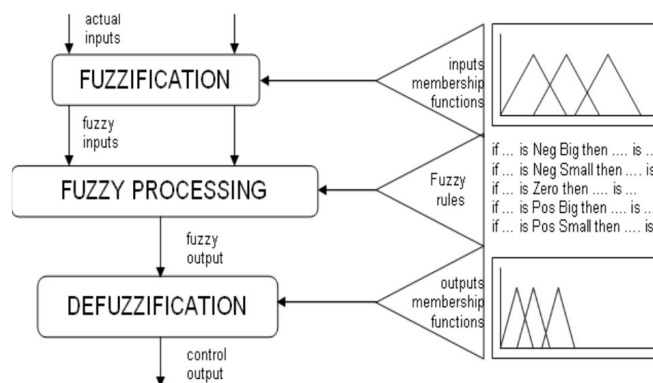 actual
inputs
FUZZIFICATION
inputs
membership
functions
fuzzy
inputs
FUZZY PROCESSING
Fuzzy
rules
if ... is Neg Big then .... is ...
if ... is Neg Small then .... is
if ... is Zero then .... is ...
if ... is Pos Big then .... is ...
if ... is Pos Small then .... is
fuzzy
output
DEFUZZIFICATION
outputs
membership
functions
control
output